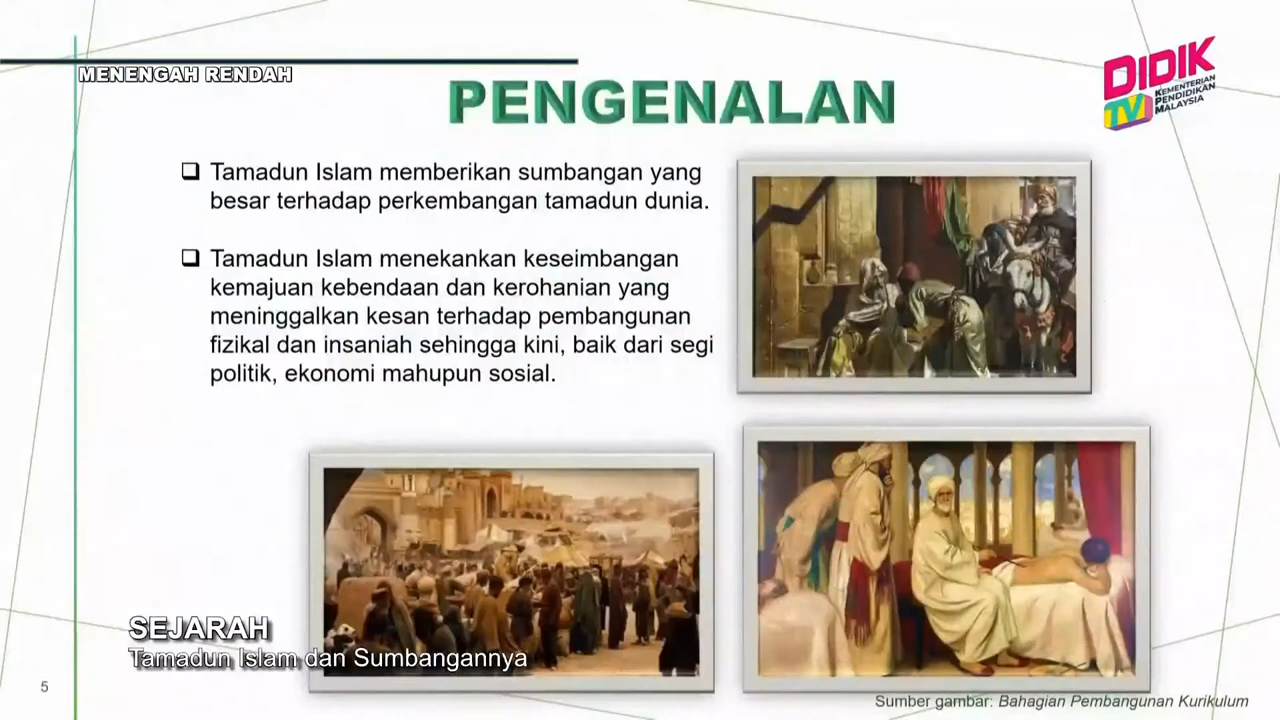 MENENGAH RENDAH
PENGENALAN
DIDIK
TV
KEMENTERIAN
PENDIDIKAN
MALAYSIA
Tamadun Islam memberikan sumbangan yang
besar terhadap perkembangan tamadun dunia.
Tamadun Islam menekankan keseimbangan
kemajuan kebendaan dan kerohanian yang
meninggalkan kesan terhadap pembangunan
fizikal dan insaniah sehingga kini, baik dari segi
politik, ekonomi mahupun sosial.
SEJARAH
Tamadun Islam dan Sumbangannya
5
Sumber gambar: Bahagian Pembangunan Kurikulum